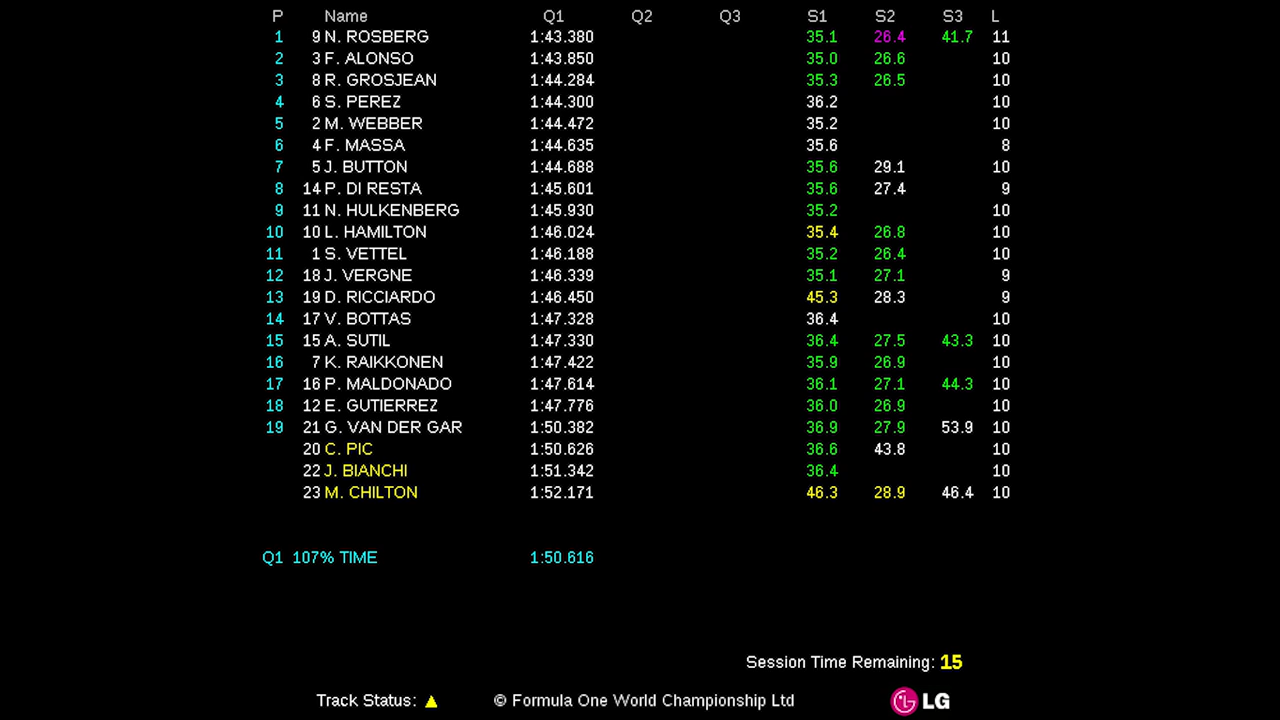 P Name Q1 Q2 Q3 S1 S2 S3 L
1 9 N. ROSBERG 1:43.380 35.1 26.4 41.7 11
2 3 F. ALONSO 1:43.850 35.0 26.6 10
3 8 R. GROSJEAN 1:44.284 35.3 26.5 10
4 6 S. PEREZ 1:44.300 36.2 10
5 2 M. WEBBER 1:44.472 35.2 10
6 4 F. MASSA 1:44.635 35.6 8
7 5 J. BUTTON 1:44.688 35.6 29.1 10
8 14 P. DI RESTA 1:45.601 35.6 27.4 9
9 11 N. HULKENBERG 1:45.930 35.2 10
10 10 L. HAMILTON 1:46.024 35.4 26.8 10
11 1 S. VETTEL 1:46.188 35.2 26.4 10
12 18 J. VERGNE 1:46.339 35.1 27.1 9
13 19 D. RICCIARDO 1:46.450 45.3 28.3 9
14 17 V. BOTTAS 1:47.328 36.4 10
15 15 A. SUTIL 1:47.330 36.4 27.5 43.3 10
16 7 K. RAIKKONEN 1:47.422 35.9 26.9 10
17 16 P. MALDONADO 1:47.614 36.1 27.1 44.3 10
18 12 E. GUTIERREZ 1:47.776 36.0 26.9 10
19 21 G. VAN DER GAR 1:50.382 36.9 27.9 53.9 10
20 C. PIC 1:50.626 36.6 43.8 10
22 J. BIANCHI 1:51.342 36.4 10
23 M. CHILTON 1:52.171 46.3 28.9 46.4 10
Q1 107% TIME 1:50.616
Session Time Remaining: 15
Track Status: ▲ © Formula One World Championship Ltd LG